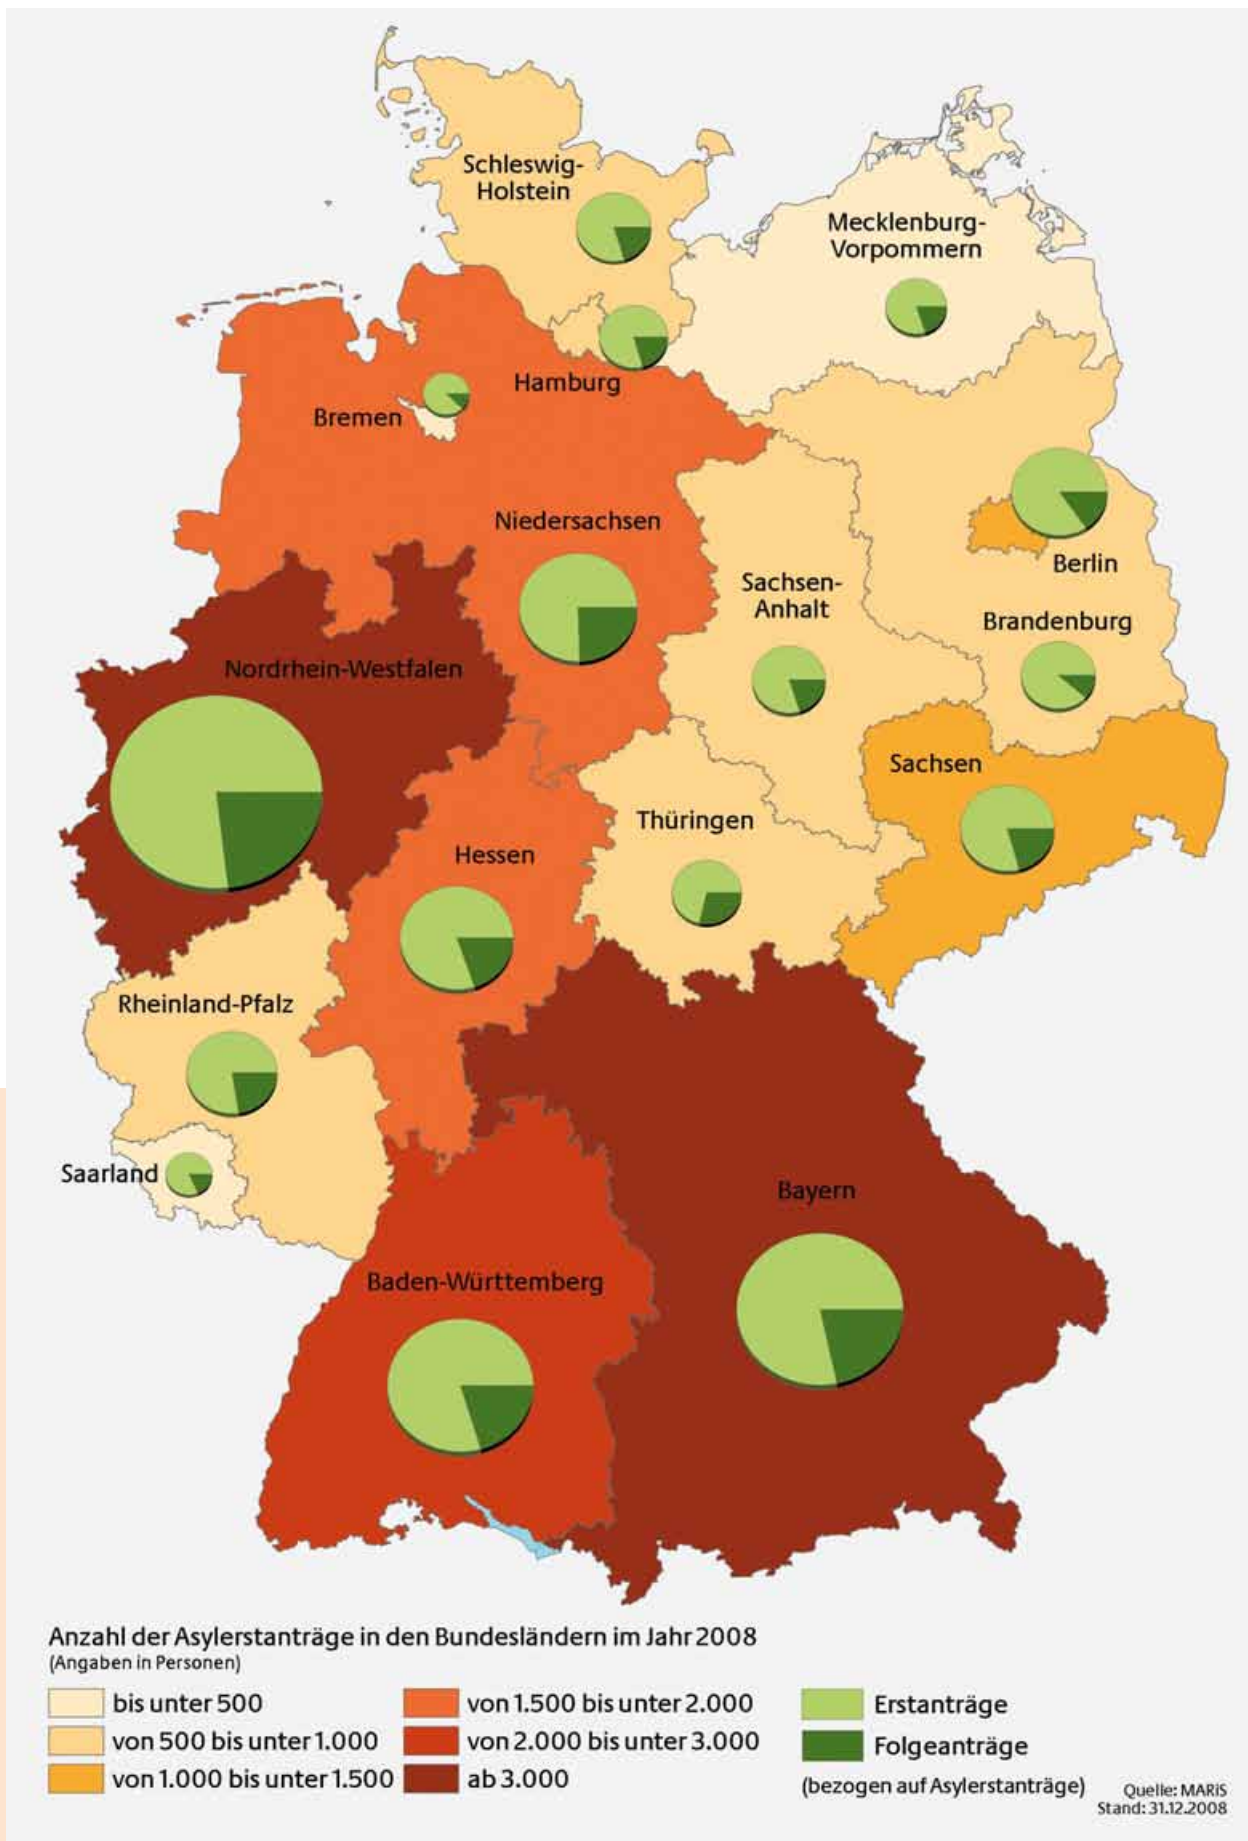 Schleswig-
Holstein
Mecklenburg-
Vorpommern
Hamburg
Bremen
Niedersachsen
Berlin
Sachsen-
Anhalt
Brandenburg
Nordrhein-Westfalen
Sachsen
Thüringen
Hessen
Rheinland-Pfalz
Saarland
Bayern
Baden-Württemberg
Anzahl der Asylerstanträge in den Bundesländern im Jahr 2008
(Angaben in Personen)
bis unter 500
von 500 bis unter 1.000
von 1.000 bis unter 1.500
von 1.500 bis unter 2.000
von 2.000 bis unter 3.000
ab 3.000
Erstanträge
Folgeanträge
(bezogen auf Asylerstanträge)
Quelle: MARiS
Stand: 31.12.2008